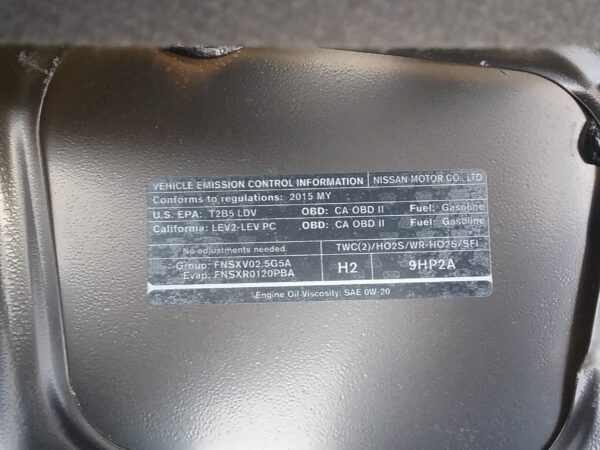 VEHICLE EMISSION CONTROL INFORMATION NISSAN MOTOR CO. LTD
Conforms to regulations: 2015 MY
U.S. EPA: T2B5 LDV OBD: CA OBD II Fuel: Gasoline
California: LEV2-LEV PC OBD: CA OBD II Fuel: Gasoline
No adjustments needed. TWC(2)/HO2S/WR-HO2S/SFI
Group: FNSXV02.5G5A
Evap: FNSXR0120PBA
H2 9HP2A
Engine Oil Viscosity: SAE 0W-20